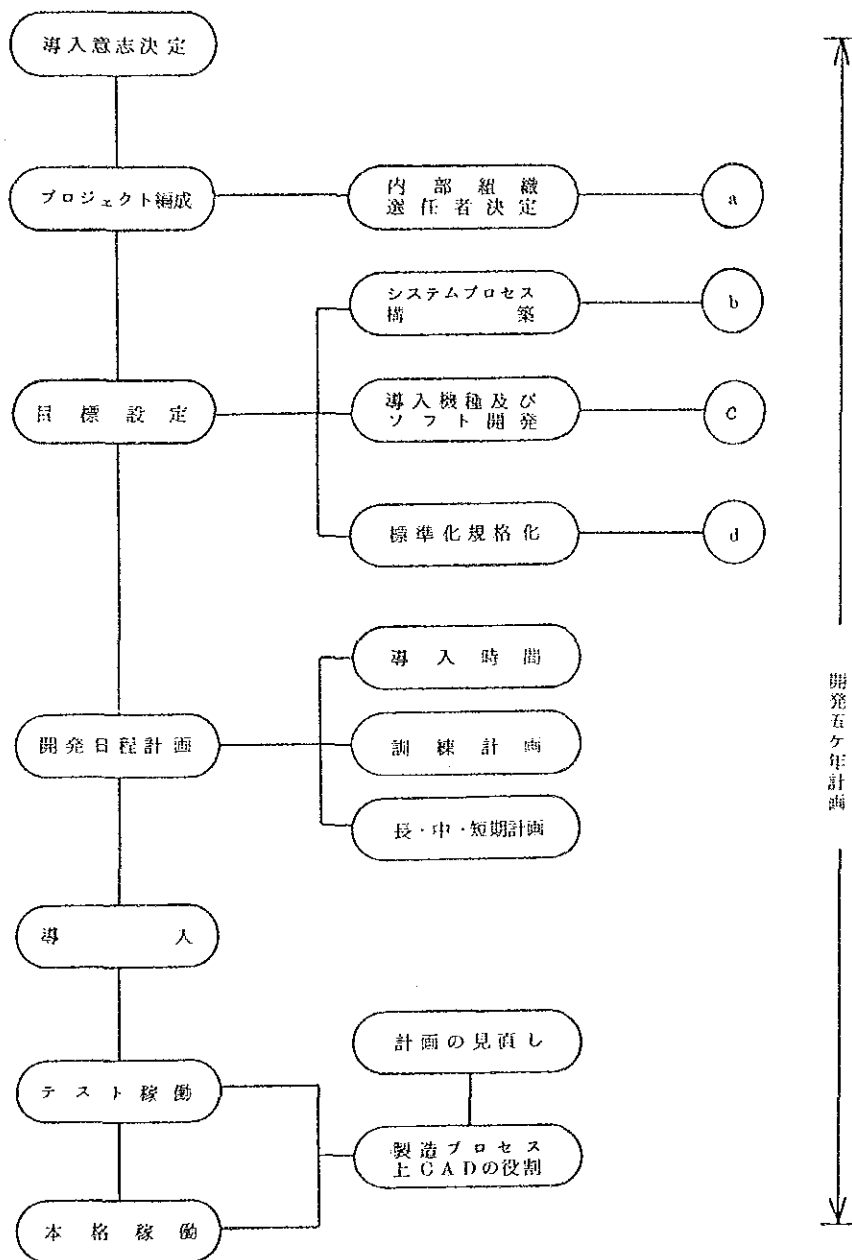 導入意志決定
プロジェクト編成
内部組織
選任者決定
a
システムプロセス
構築
b
目標設定
導入機種及び
ソフト開発
c
標準化規格化
d
導入時間
開発日程計画
訓練計画
長・中・短期計画
導入
計画の見直し
テスト稼働
製造プロセス
上CADの役割
本格稼働
開発五ケ年計画